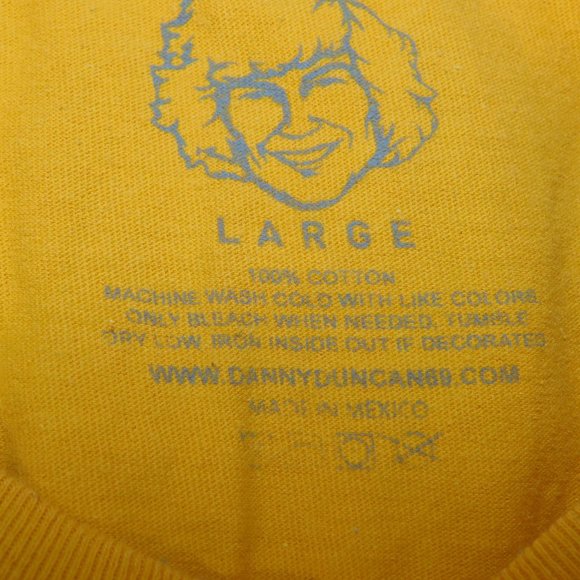 LARGE
100% COTTON
MACHINE WASH COLD WITH LIKE COLORS
ONLY BLEACH WHEN NEEDED. TUMBLE
DRY LOW. IRON INSIDE OUT IF DECORATED
WWW.DANNYDUNCAN69.COM
MADE IN MEXICO